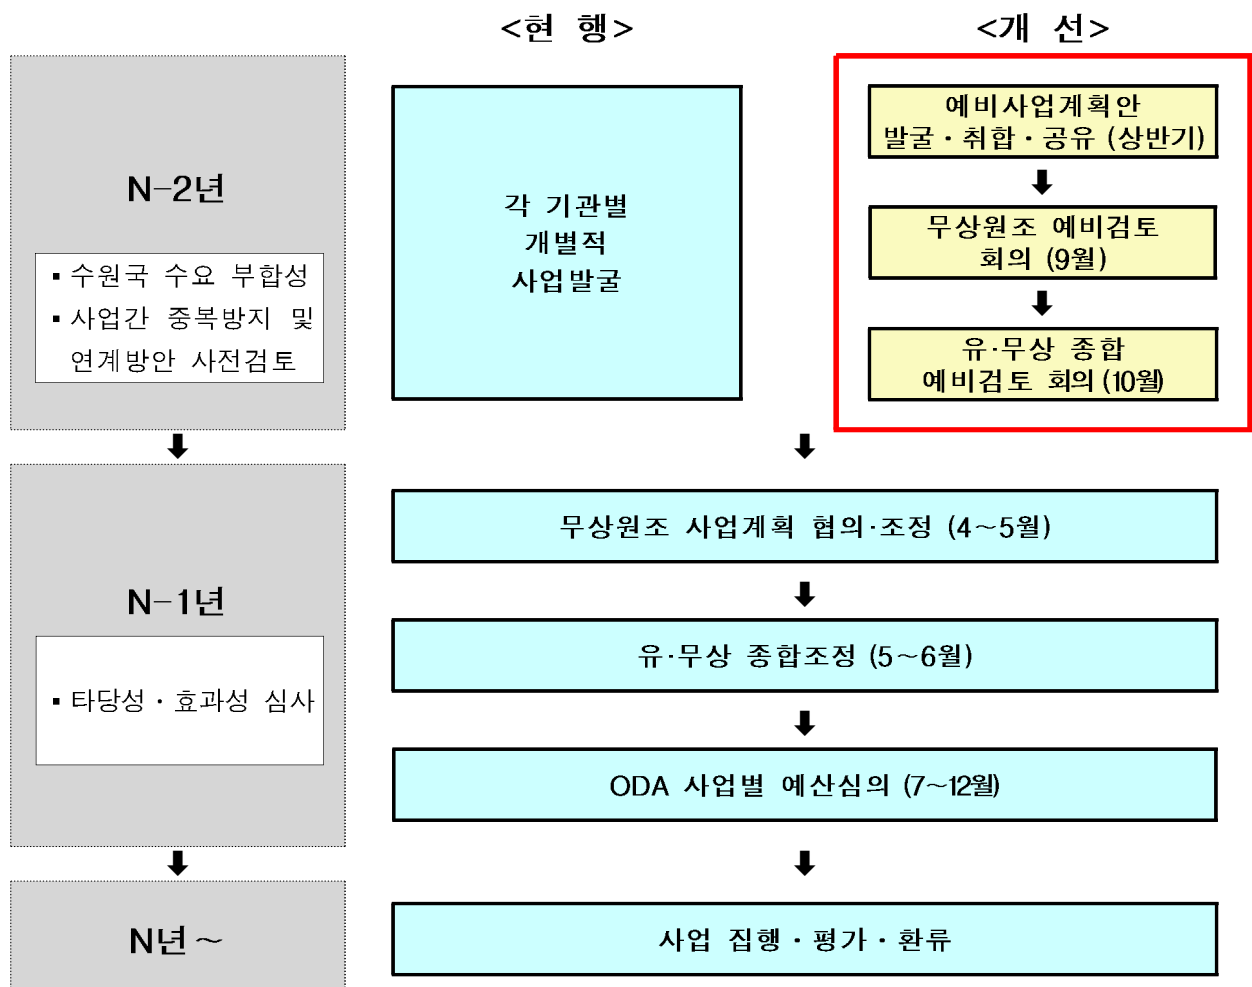 <현 행>
<개 선>
N-2년
▪ 수원국 수요 부합성
▪ 사업간 중복방지 및
연계방안 사전검토
각 기관별
개별적
사업발굴
예비사업계획안
발굴·취합·공유 (상반기)
무상원조 예비검토
회의 (9월)
유·무상 종합
예비검토 회의 (10월)
N-1년
▪ 타당성·효과성 심사
무상원조 사업계획 협의·조정 (4～5월)
유·무상 종합조정 (5～6월)
ODA 사업별 예산심의 (7～12월)
N년～
사업 집행·평가·환류